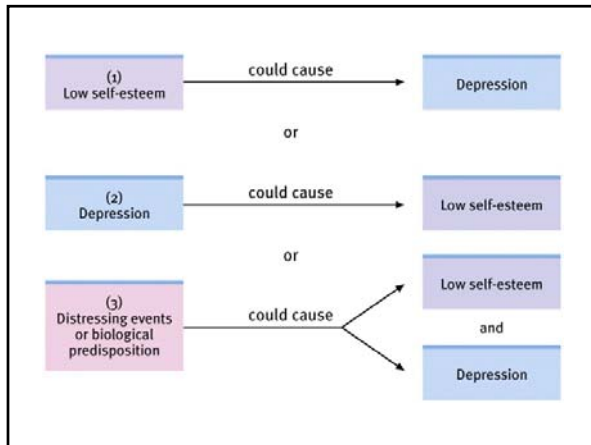 (1)
Low self-esteem
could cause
Depression
or
(2)
Depression
could cause
Low self-esteem
or
(3)
Distressing events
or biological
predisposition
could cause
Low self-esteem
and
Depression